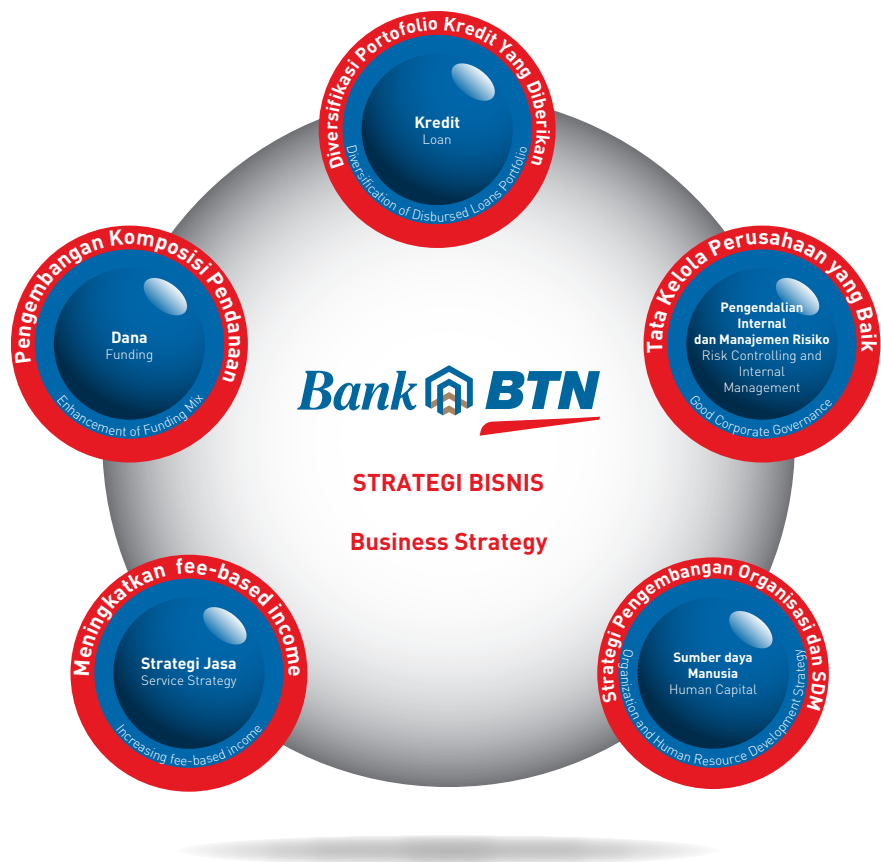 Diversifikasi Portofolio Kredit Yang Diberikan
Kredit
Loan
Diversification of Disbursed Loans Portfolio
Pengembangan Komposisi Pendanaan
Dana
Funding
Enhancement of Funding Mix
Tata Kelola Perusahaan yang Baik
Pengendalian
Internal
dan Manajemen Risiko
Risk Controlling and
Internal
Management
Good Corporate Governance
Bank BTN
STRATEGI BISNIS
Business Strategy
Meningkatkan fee-based income
Strategi Jasa
Service Strategy
Increasing fee-based income
Strategi Pengembangan Organisasi dan SDM
Sumber daya
Manusia
Human Capital
Organization and Human Resource Development Strategy